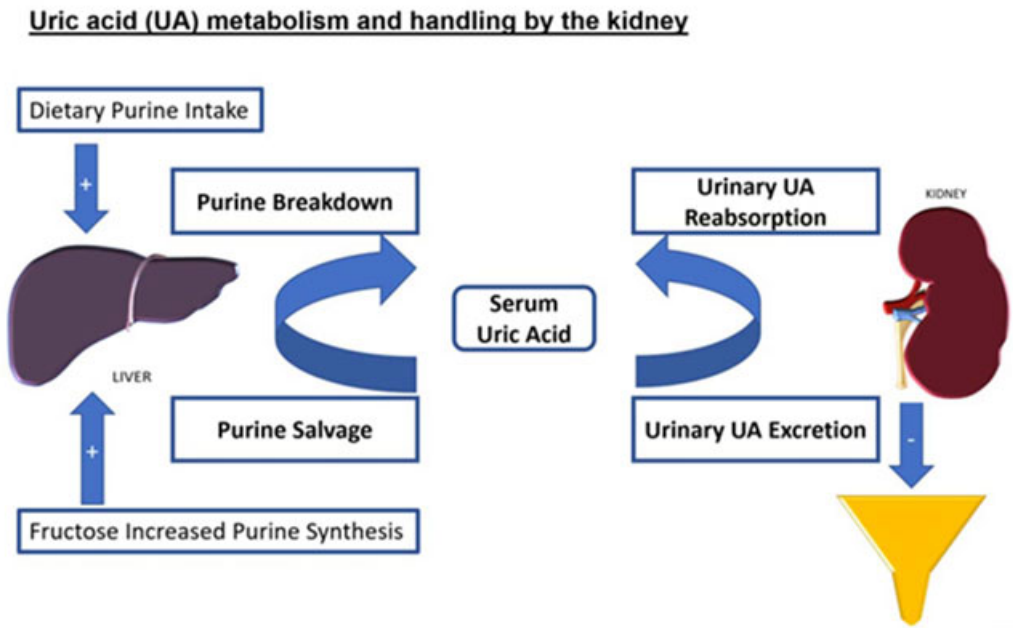 Uric acid (UA) metabolism and handling by the kidney
Dietary Purine Intake
+
Purine Breakdown
Urinary UA
Reabsorption
KIDNEY
Serum
Uric Acid
LIVER
Purine Salvage
Urinary UA Excretion
+
-
Fructose Increased Purine Synthesis